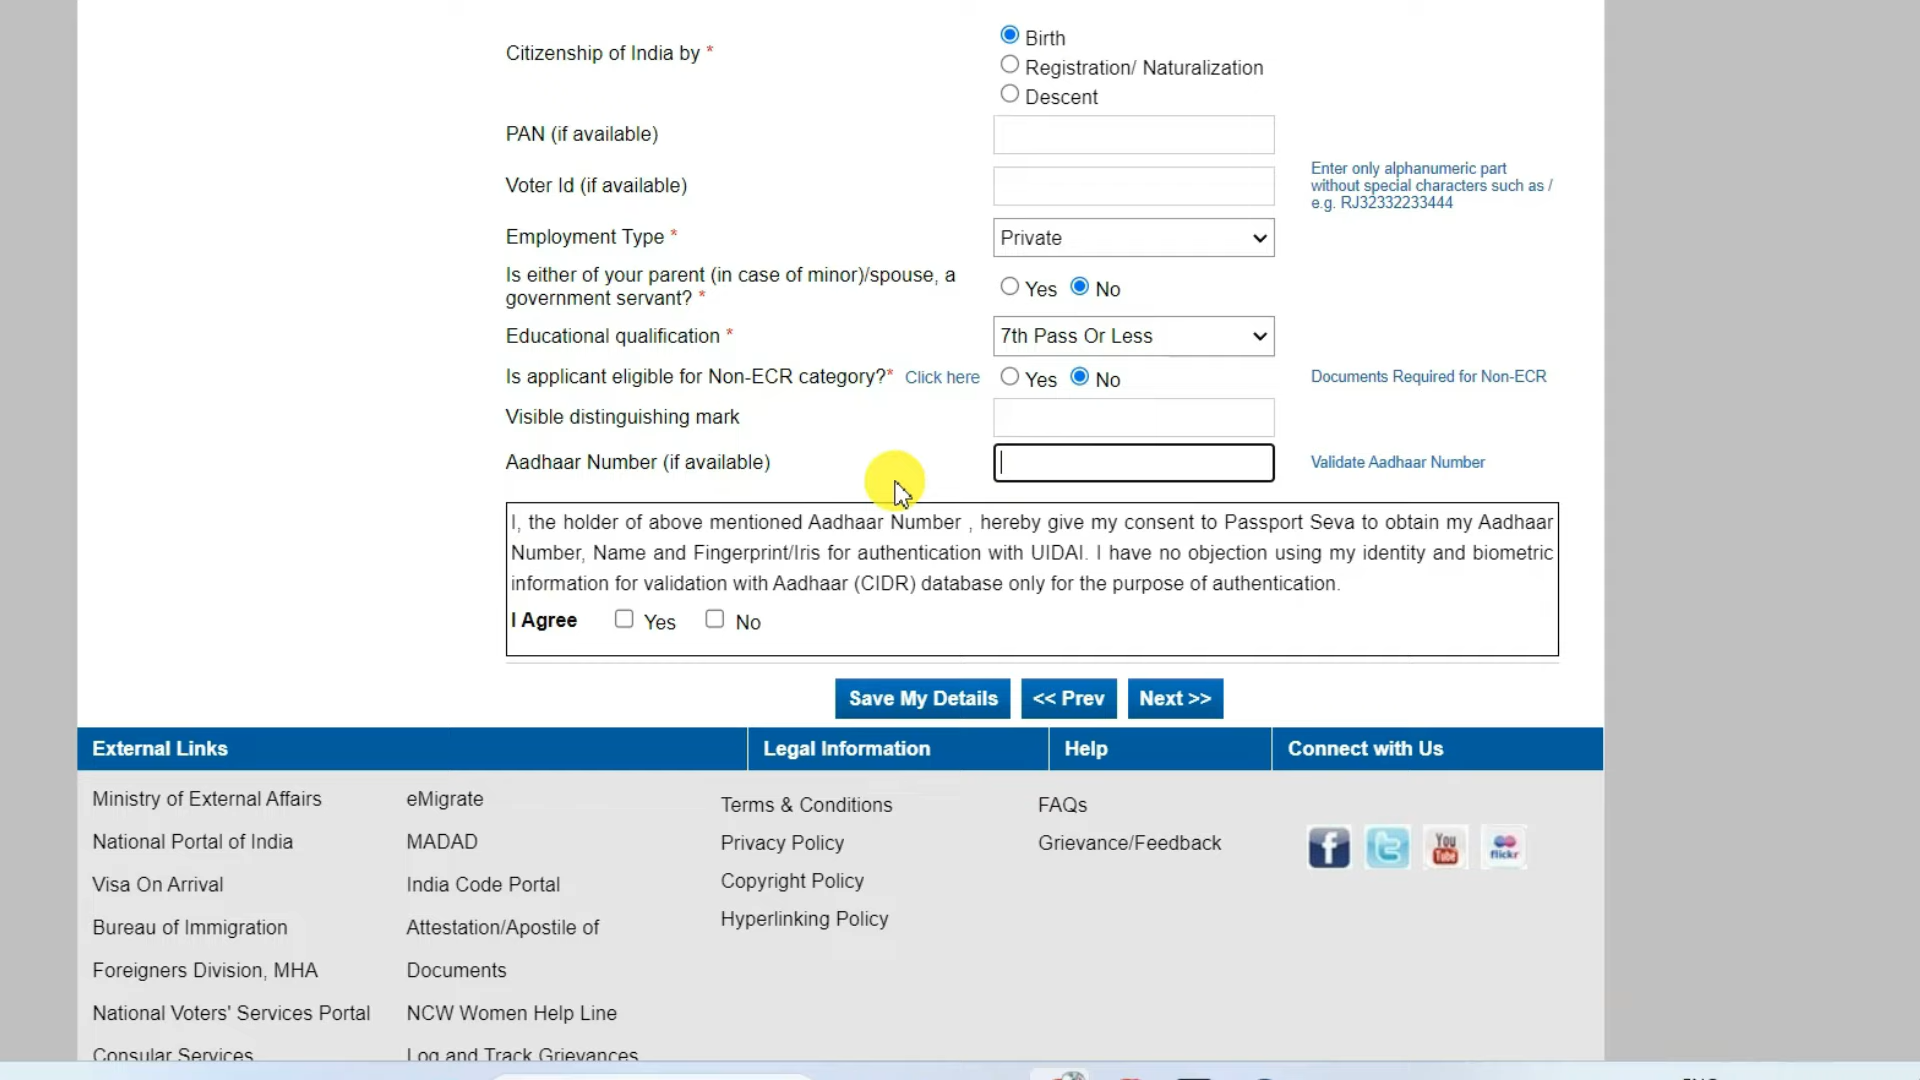 Citizenship of India by *
Birth
Registration/ Naturalization
Descent
PAN (if available)
Voter Id (if available)
Enter only alphanumeric part
without special characters such as /
e.g. RJ32332233444
Employment Type *
Private
Is either of your parent (in case of minor)/spouse, a
government servant? *
Yes No
Educational qualification *
7th Pass Or Less
Is applicant eligible for Non-ECR category?* Click here
Yes No
Documents Required for Non-ECR
Visible distinguishing mark
Aadhaar Number (if available)
Validate Aadhaar Number
I, the holder of above mentioned Aadhaar Number , hereby give my consent to Passport Seva to obtain my Aadhaar
Number, Name and Fingerprint/Iris for authentication with UIDAI. I have no objection using my identity and biometric
information for validation with Aadhaar (CIDR) database only for the purpose of authentication.
I Agree Yes No
Save My Details << Prev Next >>
External Links
Ministry of External Affairs
National Portal of India
Visa On Arrival
Bureau of Immigration
Foreigners Division, MHA
National Voters' Services Portal
Consular Services
eMigrate
MADAD
India Code Portal
Attestation/Apostile of
Documents
NCW Women Help Line
Log and Track Grievances
Legal Information
Terms & Conditions
Privacy Policy
Copyright Policy
Hyperlinking Policy
Help
FAQs
Grievance/Feedback
Connect with Us
You
Tube
flickr